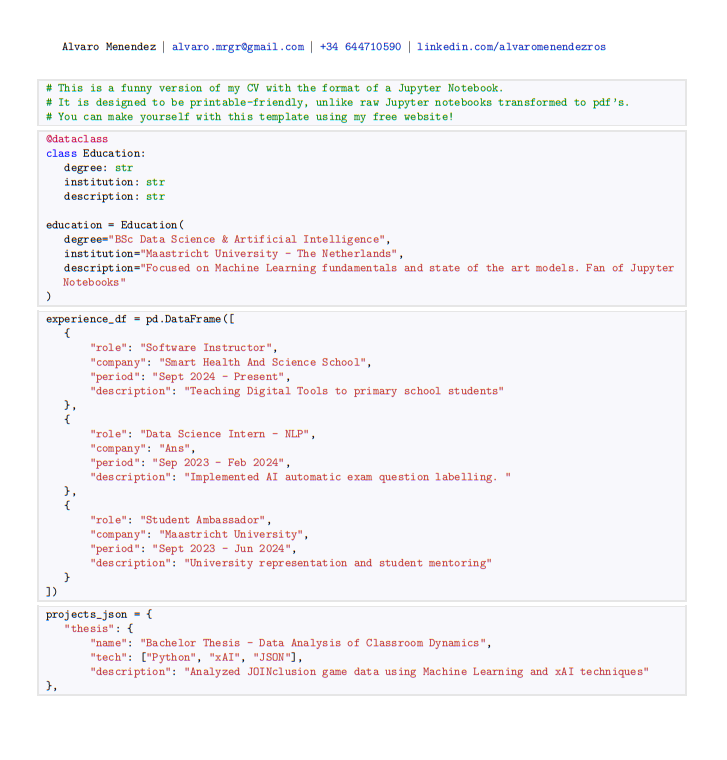 Alvaro Menendez | alvaro.mrgr@gmail.com | +34 644710590 | linkedin.com/alvaromenendezros
# This is a funny version of my CV with the format of a Jupyter Notebook.
# It is designed to be printable-friendly, unlike raw Jupyter notebooks transformed to pdf's.
# You can make yourself with this template using my free website!
@dataclass
class Education:
degree: str
institution: str
description: str
education = Education(
degree="BSc Data Science & Artificial Intelligence",
institution="Maastricht University - The Netherlands",
description="Focused on Machine Learning fundamentals and state of the art models. Fan of Jupyter
Notebooks"
)
experience_df = pd.DataFrame([
{
"role": "Software Instructor",
"company": "Smart Health And Science School",
"period": "Sept 2024 - Present",
"description": "Teaching Digital Tools to primary school students"
},
{
"role": "Data Science Intern - NLP",
"company": "Ans",
"period": "Sep 2023 - Feb 2024",
"description": "Implemented AI automatic exam question labelling. "
},
{
"role": "Student Ambassador",
"company": "Maastricht University",
"period": "Sept 2023 - Jun 2024",
"description": "University representation and student mentoring"
}
])
projects_json = {
"thesis": {
"name": "Bachelor Thesis - Data Analysis of Classroom Dynamics",
"tech": ["Python", "xAI", "JSON"],
"description": "Analyzed JOINclusion game data using Machine Learning and xAI techniques"
},